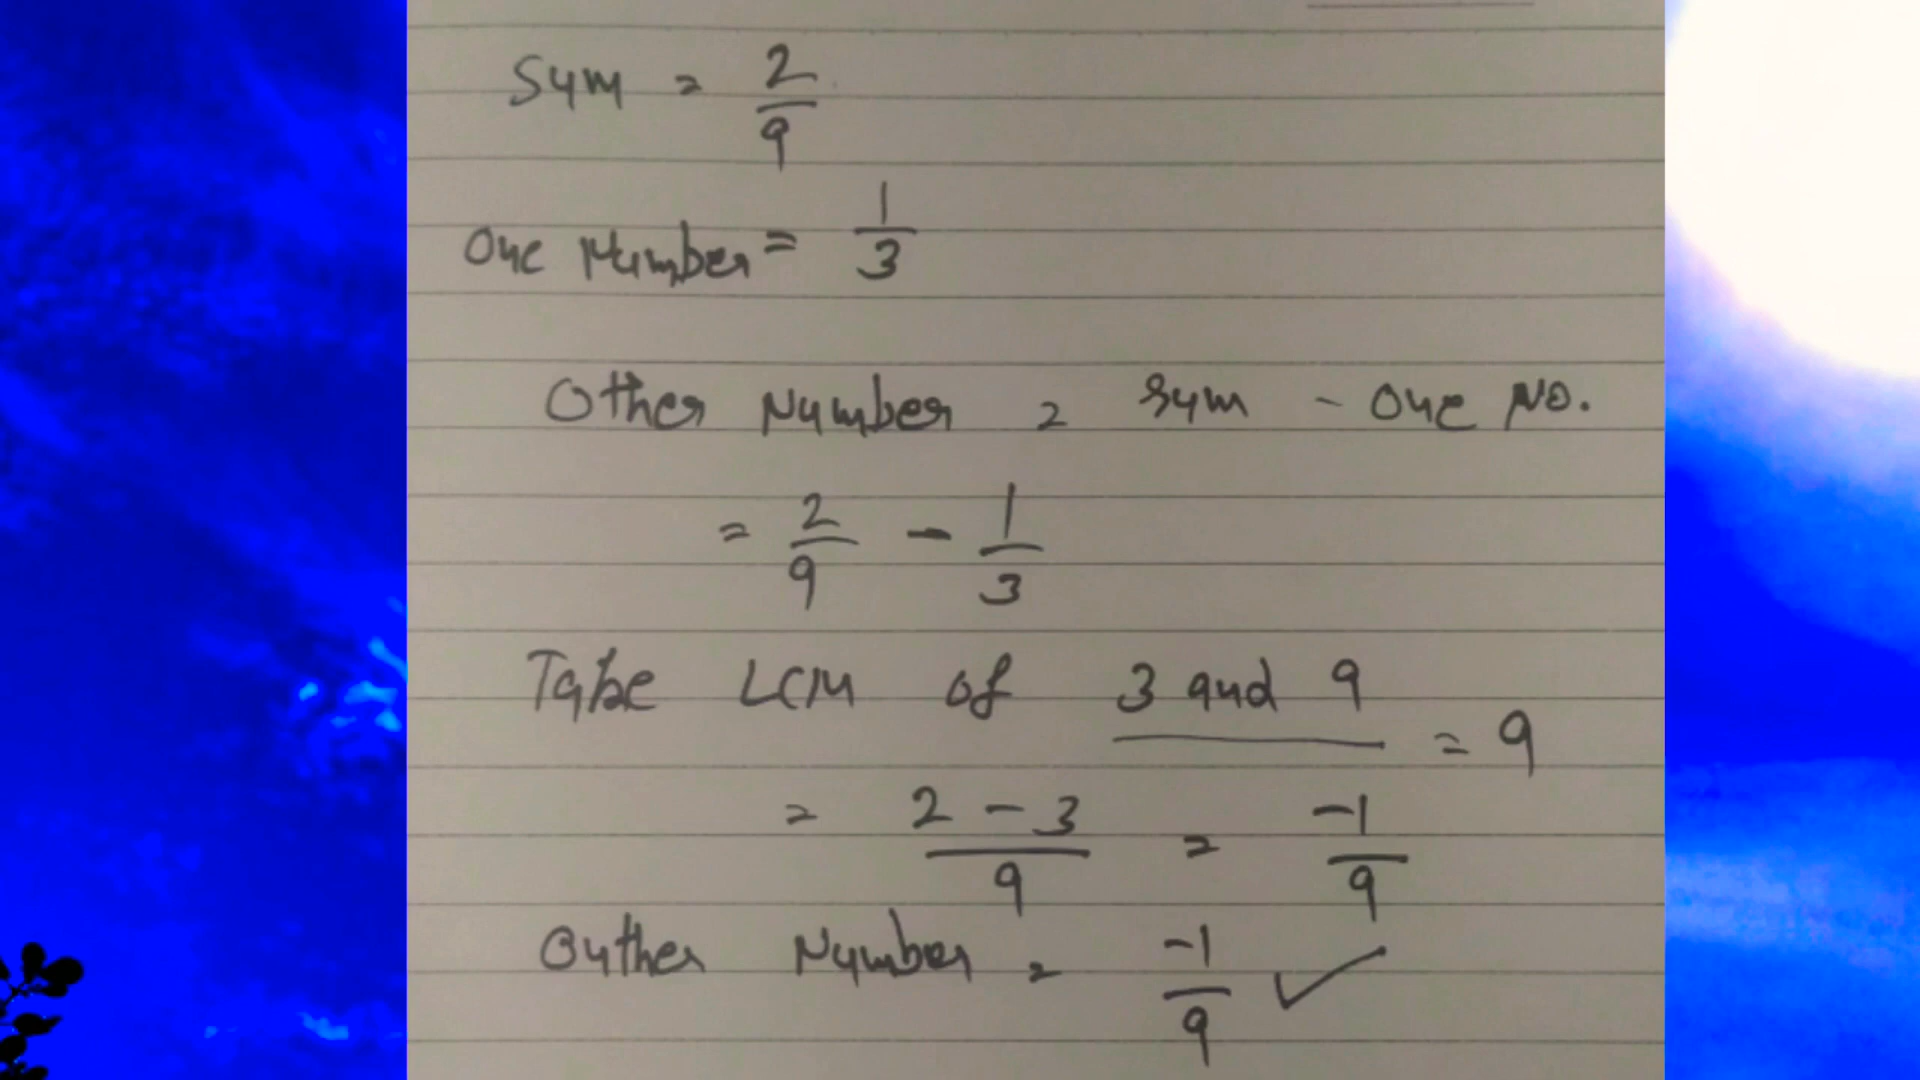 Sum = 2/9
One Number = 1/3
Other Number = Sum - One No.
= 2/9 - 1/3
Take LCM of 3 and 9 = 9
= 2 - 3/9 = -1/9
Outher Number = -1/9 ✓